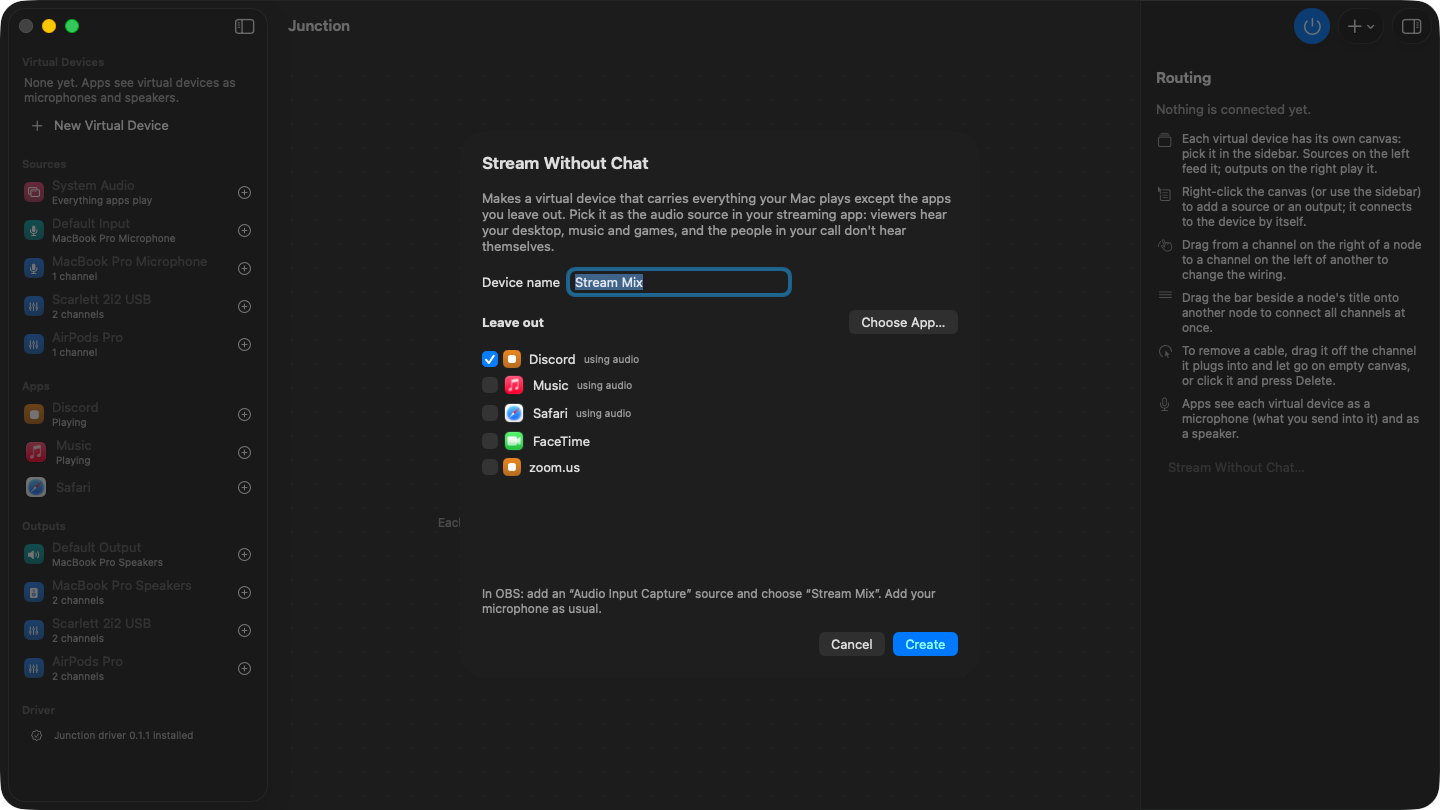 Junction
Virtual Devices
None yet. Apps see virtual devices as
microphones and speakers.
New Virtual Device
Sources
System Audio
Everything apps play
Default Input
MacBook Pro Microphone
MacBook Pro Microphone
1 channel
Scarlett 2i2 USB
2 channels
AirPods Pro
1 channel
Apps
Discord
Playing
Music
Playing
Safari
Outputs
Default Output
MacBook Pro Speakers
MacBook Pro Speakers
2 channels
Scarlett 2i2 USB
2 channels
AirPods Pro
2 channels
Driver
Junction driver 0.1.1 installed
Eacl
Stream Without Chat
Makes a virtual device that carries everything your Mac plays except the apps
you leave out. Pick it as the audio source in your streaming app: viewers hear
your desktop, music and games, and the people in your call don't hear
themselves.
Device name Stream Mix
Leave out Choose App...
Discord using audio
Music using audio
Safari using audio
FaceTime
zoom.us
In OBS: add an “Audio Input Capture” source and choose “Stream Mix”. Add your
microphone as usual.
Cancel Create
Routing
Nothing is connected yet.
Each virtual device has its own canvas:
pick it in the sidebar. Sources on the left
feed it; outputs on the right play it.
Right-click the canvas (or use the sidebar)
to add a source or an output; it connects
to the device by itself.
Drag from a channel on the right of a node
to a channel on the left of another to
change the wiring.
Drag the bar beside a node's title onto
another node to connect all channels at
once.
To remove a cable, drag it off the channel
it plugs into and let go on empty canvas,
or click it and press Delete.
Apps see each virtual device as a
microphone (what you send into it) and as
a speaker.
Stream Without Chat...